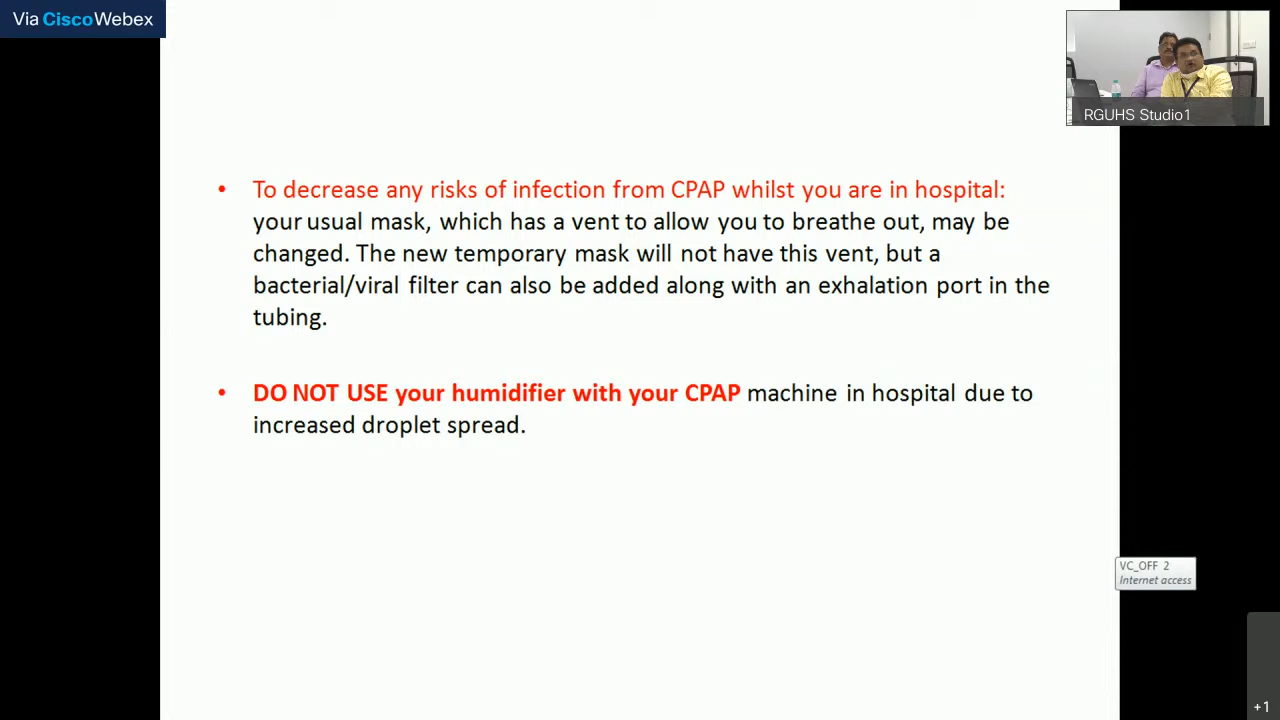 Via CiscoWebex
RGUHS Studio1
• To decrease any risks of infection from CPAP whilst you are in hospital:
your usual mask, which has a vent to allow you to breathe out, may be
changed. The new temporary mask will not have this vent, but a
bacterial/viral filter can also be added along with an exhalation port in the
tubing.
• DO NOT USE your humidifier with your CPAP machine in hospital due to
increased droplet spread.
VC_OFF 2
Internet access
+1